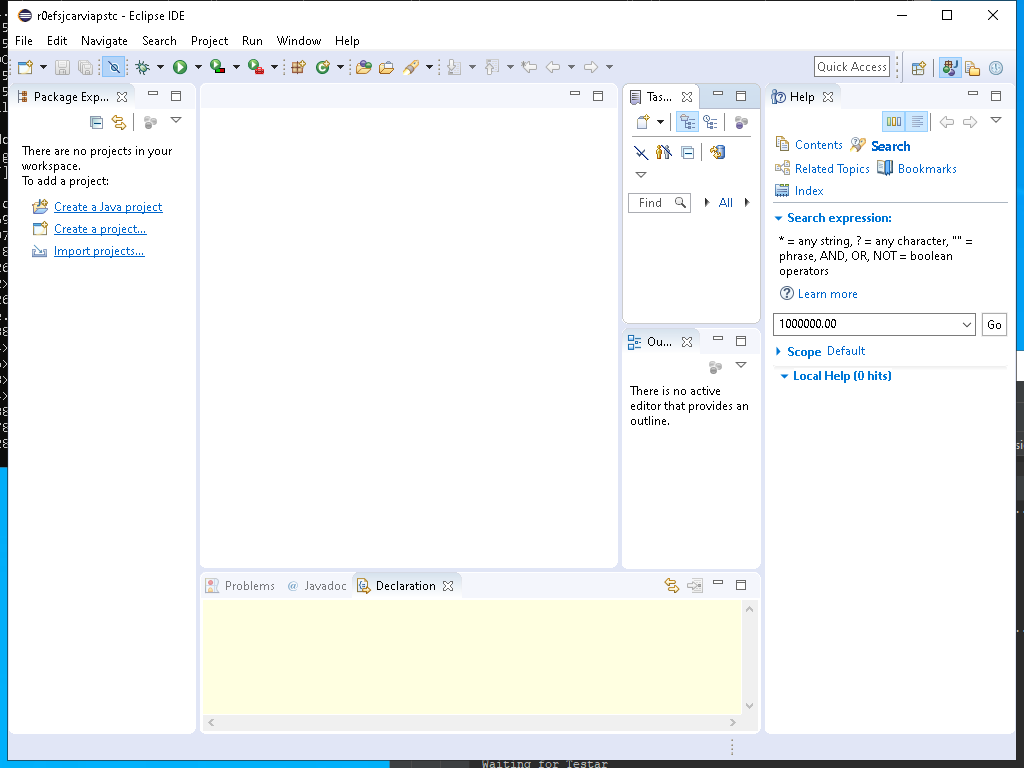 r0efsjcarviapstc - Eclipse IDE
File Edit Navigate Search Project Run Window Help
Quick Access
Package Exp...
There are no projects in your
workspace.
To add a project:
Create a Java project
Create a project...
Import projects...
Tas...
Find
All
Ou...
There is no active
editor that provides an
outline.
Help
Contents Search
Related Topics Bookmarks
Index
Search expression:
* = any string, ? = any character, "" =
phrase, AND, OR, NOT = boolean
operators
Learn more
1000000.00
Go
Scope Default
Local Help (0 hits)
Problems @ Javadoc Declaration
Waiting for Testar